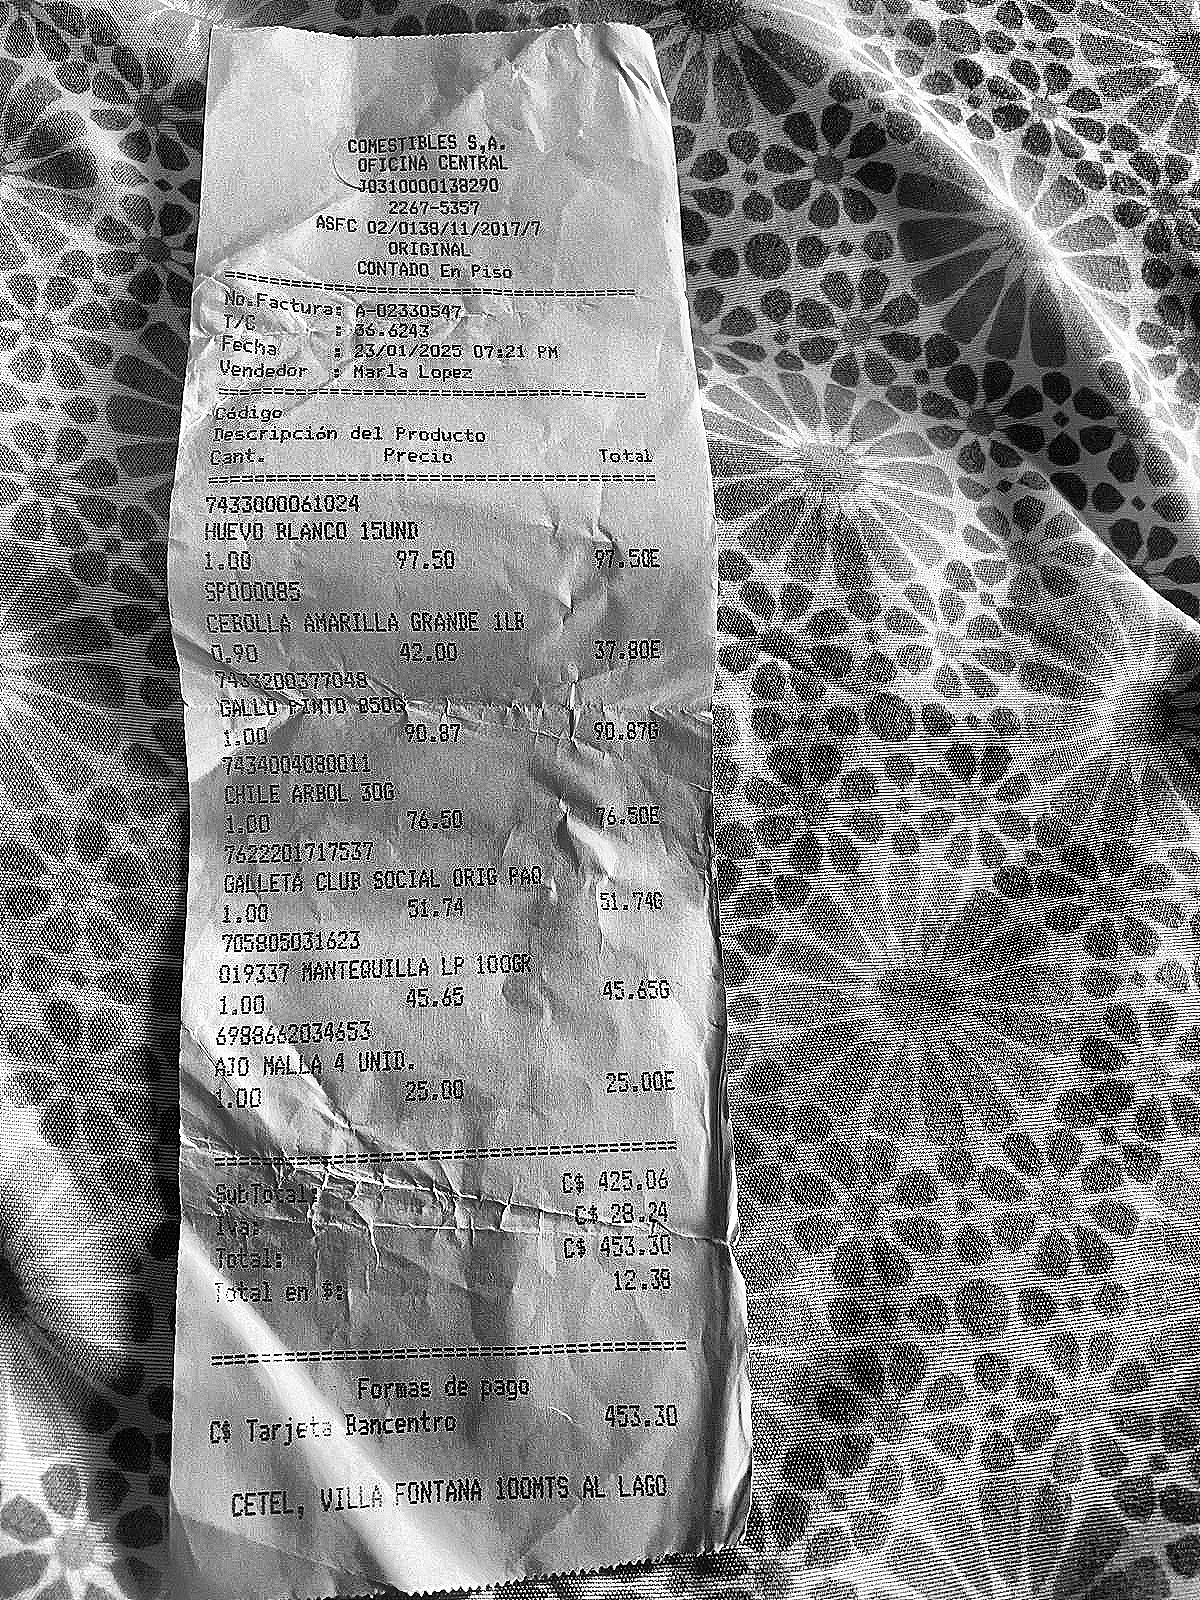 COMESTIBLES S,A.
OFICINA CENTRAL
J0310000138290
2267-5357
ASFC 02/0138/11/2017/7
ORIGINAL
CONTADO En Piso
==========================================
No.Factura: A-02330547
T/C : 36.6243
Fecha : 23/01/2025 07:21 PM
Vendedor : Marla Lopez
==========================================
Código
Descripción del Producto
Cant. Precio Total
==========================================
7433000061024
HUEVO BLANCO 15UND
1.00 97.50 97.50E
SP000085
CEBOLLA AMARILLA GRANDE 1LB
0.90 42.00 37.80E
7433200377048
GALLO PINTO 850G
1.00 90.87 90.87G
7434004080011
CHILE ARBOL 30G
1.00 76.50 76.50E
7622201717537
GALLETA CLUB SOCIAL ORIG PAQ
1.00 51.74 51.74G
705805031623
019337 MANTEQUILLA LP 100GR
1.00 45.65 45.65G
6988662034653
AJO MALLA 4 UNID.
1.00 25.00 25.00E
==========================================
SubTotal: C$ 425.06
Iva: C$ 28.24
Total: C$ 453.30
Total en $: 12.38
==========================================
Formas de pago
C$ Tarjeta Bancentro 453.30
CETEL, VILLA FONTANA 100MTS AL LAGO